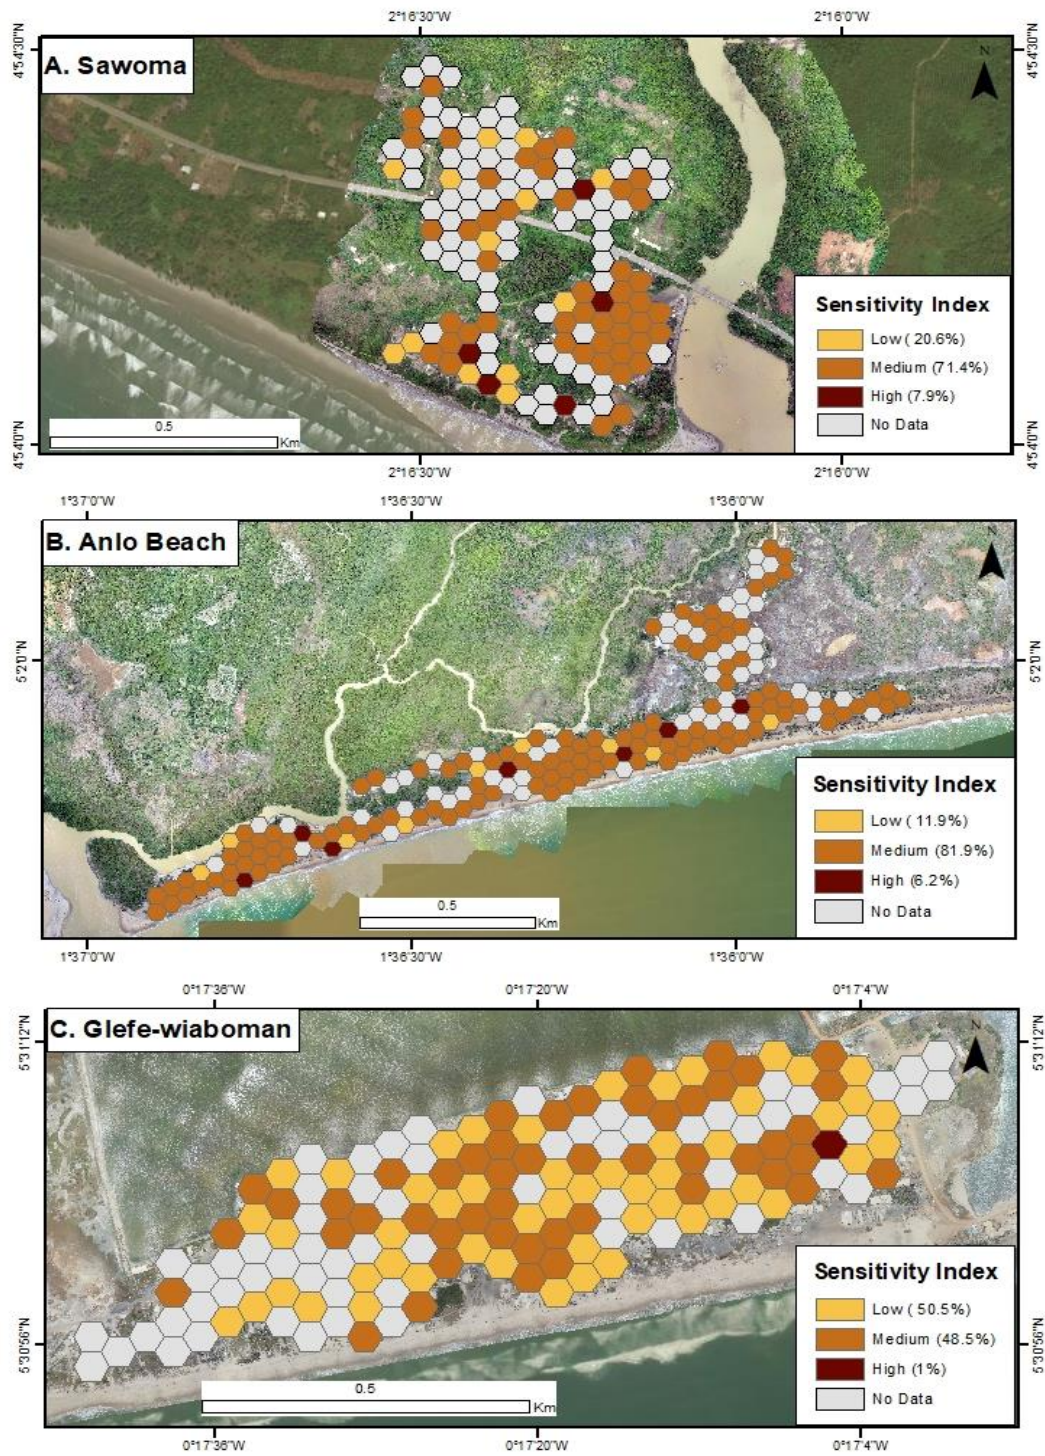 2°16'30"W 2°16'0"W
4°54'30"N
4°54'30"N
A. Sawoma
N
Sensitivity Index
Low ( 20.6%)
Medium (71.4%)
High (7.9%)
No Data
0.5
Km
4°54'0"N
4°54'0"N
2°16'30"W 2°16'0"W
1°37'0"W 1°36'30"W 1°36'0"W
B. Anlo Beach
N
5°2'0"N
5°2'0"N
Sensitivity Index
Low ( 11.9%)
Medium (81.9%)
High (6.2%)
No Data
0.5
Km
1°37'0"W 1°36'30"W 1°36'0"W
0°17'36"W 0°17'20"W 0°17'4"W
C. Glefe-wiaboman
N
5°31'12"N
5°31'12"N
Sensitivity Index
Low ( 50.5%)
Medium (48.5%)
High (1%)
No Data
5°30'56"N
5°30'56"N
0.5
Km
0°17'36"W 0°17'20"W 0°17'4"W